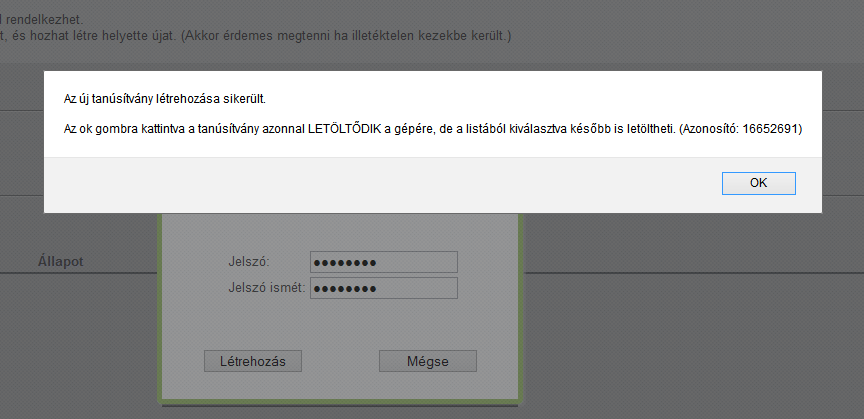 l rendelkezhet.
t, és hozhat létre helyette újat. (Akkor érdemes megtenni ha illetéktelen kezekbe került.)
Az új tanúsítvány létrehozása sikerült.
Az ok gombra kattintva a tanúsítvány azonnal LETÖLTŐDIK a gépére, de a listából kiválasztva később is letöltheti. (Azonosító: 16652691)
OK
Állapot
Jelszó: ●●●●●●●●
Jelszó ismét: ●●●●●●●●
Létrehozás Mégse